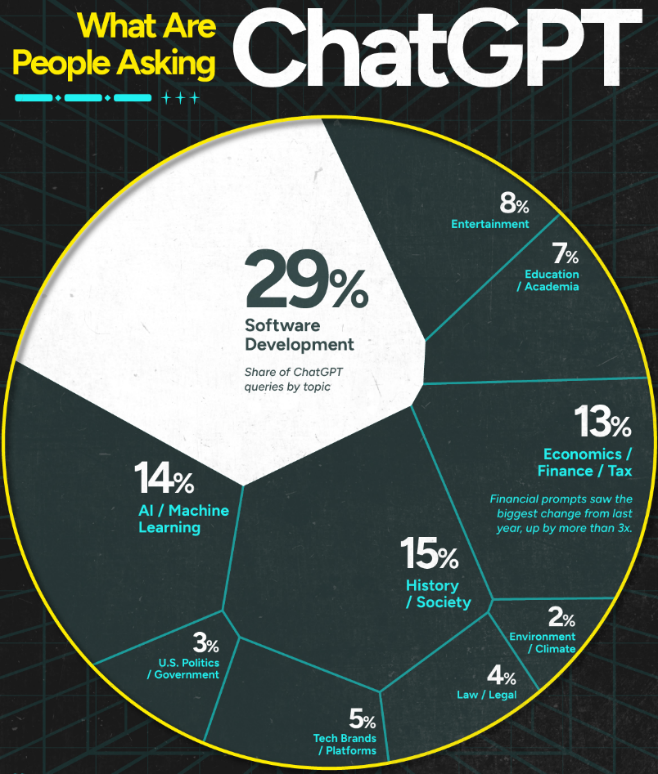 What Are
People Asking
ChatGPT
8%
Entertainment
7%
Education
/ Academia
29%
Software
Development
Share of ChatGPT
queries by topic
13%
Economics /
Finance / Tax
Financial prompts saw the
biggest change from last
year, up by more than 3x.
14%
AI / Machine
Learning
15%
History
/ Society
2%
Environment
/ Climate
3%
U.S. Politics
/ Government
4%
Law / Legal
5%
Tech Brands
/ Platforms